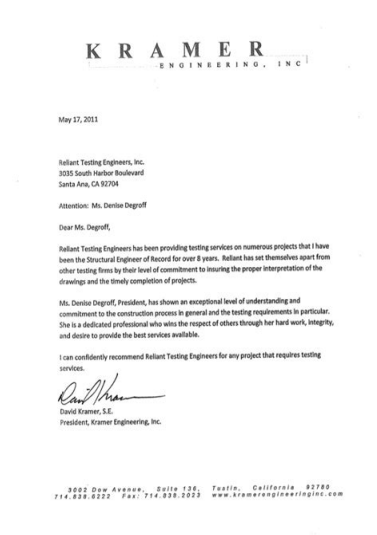 KRAMER
ENGINEERING, INC
May 17, 2011
Reliant Testing Engineers, Inc.
3035 South Harbor Boulevard
Santa Ana, CA 92704
Attention: Ms. Denise Degroff
Dear Ms. Degroff,
Reliant Testing Engineers has been providing testing services on numerous projects that I have
been the Structural Engineer of Record for over 8 years. Reliant has set themselves apart from
other testing firms by their level of commitment to insuring the proper interpretation of the
drawings and the timely completion of projects.
Ms. Denise Degroff, President, has shown an exceptional level of understanding and
commitment to the construction process in general and the testing requirements in particular.
She is a dedicated professional who wins the respect of others through her hard work, integrity,
and desire to provide the best services available.
I can confidently recommend Reliant Testing Engineers for any project that requires testing
services.
David Kramer
David Kramer, S.E.
President, Kramer Engineering, Inc.
3002 Dow Avenue, Suite 136, Tustin, California 92780
714.838.6222 Fax: 714.838.2023 www.kramerengineeringinc.com